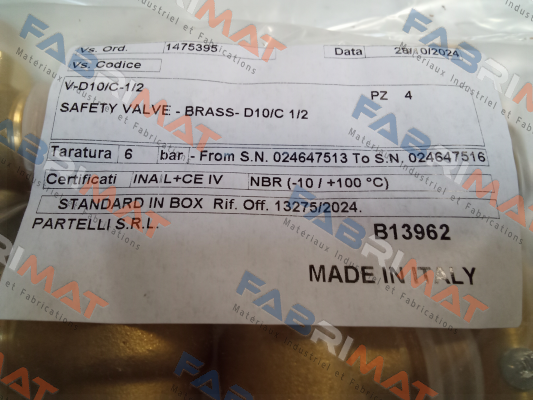 vs. Ord. 1475395 Data 29/10/2024
vs. Codice
V-D10/C-1/2 PZ 4
SAFETY VALVE - BRASS- D10/C 1/2
Taratura 6 bar - From S.N. 024647513 To S.N. 024647516
Certificati INAIL+CE IV NBR (-10 / +100 °C)
STANDARD IN BOX Rif. Off. 13275/2024.
PARTELLI S.R.L.
B13962
MADE IN ITALY
FABRIMAT
Materiaux Industriel et Fabrications